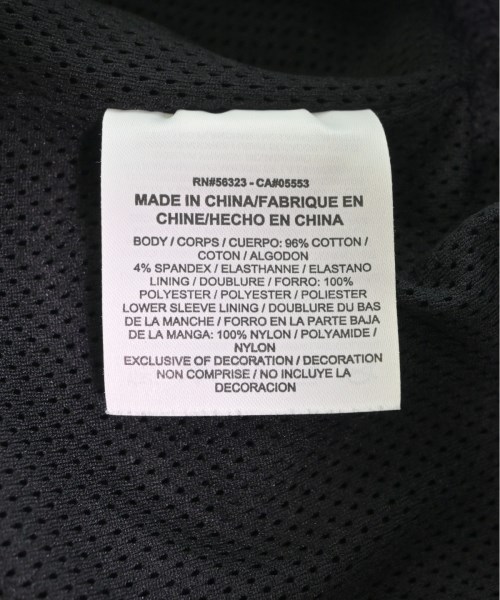 RN#56323 - CA#05553
MADE IN CHINA/FABRIQUE EN
CHINE/HECHO EN CHINA
BODY / CORPS / CUERPO: 96% COTTON /
COTON / ALGODON
4% SPANDEX / ELASTHANNE / ELASTANO
LINING / DOUBLURE / FORRO: 100%
POLYESTER / POLYESTER / POLIESTER
LOWER SLEEVE LINING / DOUBLURE DU BAS
DE LA MANCHE / FORRO EN LA PARTE BAJA
DE LA MANGA: 100% NYLON / POLYAMIDE /
NYLON
EXCLUSIVE OF DECORATION / DECORATION
NON COMPRISE / NO INCLUYE LA
DECORACION